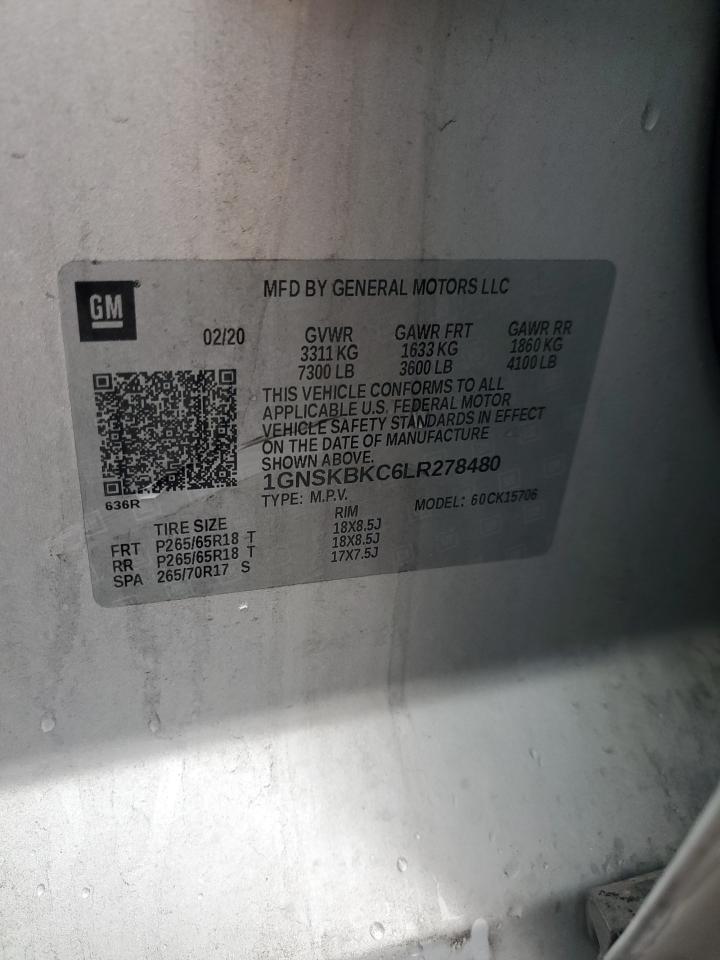 GM
MFD BY GENERAL MOTORS LLC
02/20 GVWR GAWR FRT GAWR RR
3311 KG 1633 KG 1860 KG
7300 LB 3600 LB 4100 LB
THIS VEHICLE CONFORMS TO ALL
APPLICABLE U.S. FEDERAL MOTOR
VEHICLE SAFETY STANDARDS IN EFFECT
ON THE DATE OF MANUFACTURE
SHOWN ABOVE.
1GNSKBKC6LR278480
636R
TYPE: M.P.V. MODEL: 60CK15706
TIRE SIZE RIM
FRT P265/65R18 T 18X8.5J
RR P265/65R18 T 18X8.5J
SPA 265/70R17 S 17X7.5J